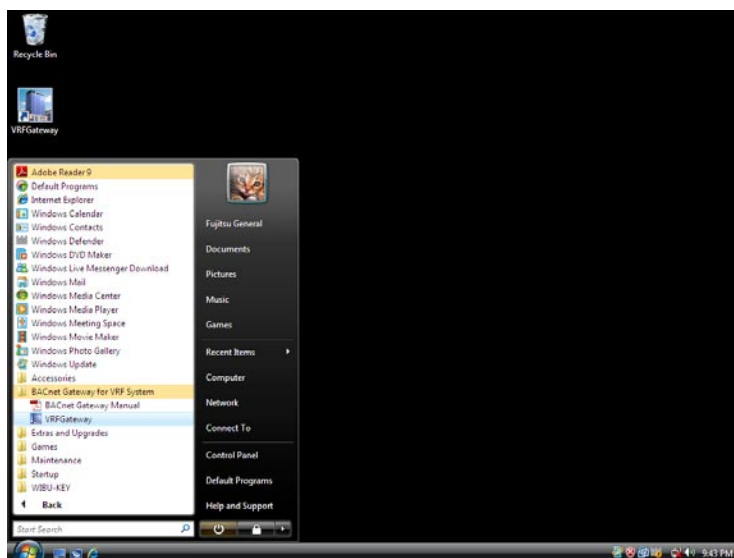 Recycle Bin
VRFGateway
Adobe Reader 9
Default Programs
Internet Explorer
Windows Calendar
Windows Contacts
Windows Defender
Windows DVD Maker
Windows Live Messenger Download
Windows Mail
Windows Media Center
Windows Media Player
Windows Meeting Space
Windows Movie Maker
Windows Photo Gallery
Windows Update
Accessories
BACnet Gateway for VRF System
BACnet Gateway Manual
VRFGateway
Extras and Upgrades
Games
Maintenance
Startup
WIBU-KEY
Back
Start Search
Fujitsu General
Documents
Pictures
Music
Games
Recent Items
Computer
Network
Connect To
Control Panel
Default Programs
Help and Support
9:43 PM